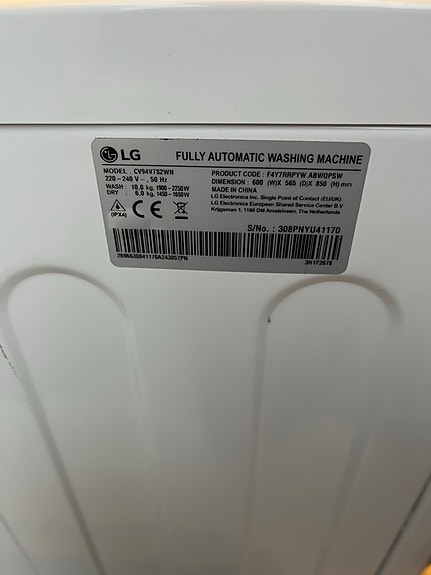 LG FULLY AUTOMATIC WASHING MACHINE
MODEL : CV94V7S2WN
220-240 V~, 50 Hz
WASH : 10.0 kg, 1900-2250W
DRY : 6.0 kg, 1450-1650W
PRODUCT CODE : F4Y7RRPYW.ABWQPSW
DIMENSION : 600 (W)X 565 (D)X 850 (H) mm
MADE IN CHINA
LG Electronics Inc. Single Point of Contact (EU/UK)
LG Electronics European Shared Service Center B.V.
Krijgsman 1, 1186 DM Amstelveen, The Netherlands
(IPX4) CE
S/No. : 308PNYU41170
3H1F2678